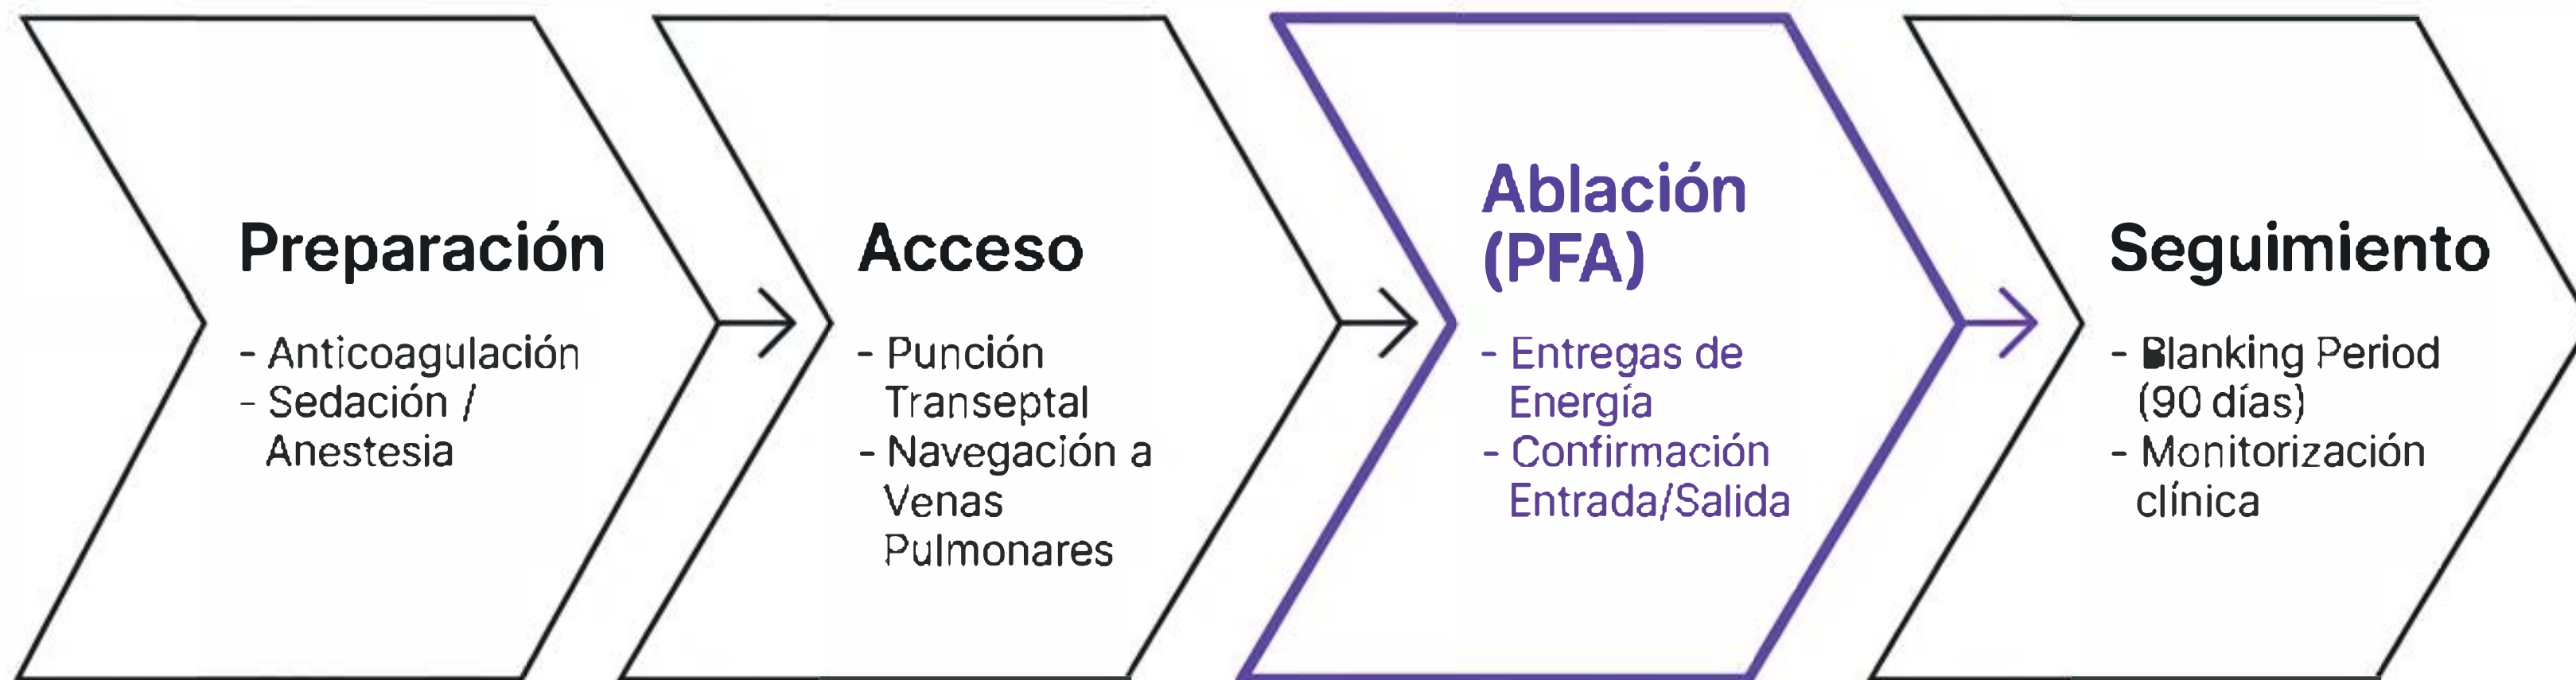 Preparación
- Anticoagulación
- Sedación /
Anestesia
Acceso
- Punción
Transeptal
- Navegación a
Venas
Pulmonares
Ablación
(PFA)
- Entregas de
Energía
- Confirmación
Entrada/Salida
Seguimiento
- Blanking Period
(90 días)
- Monitorización
clínica